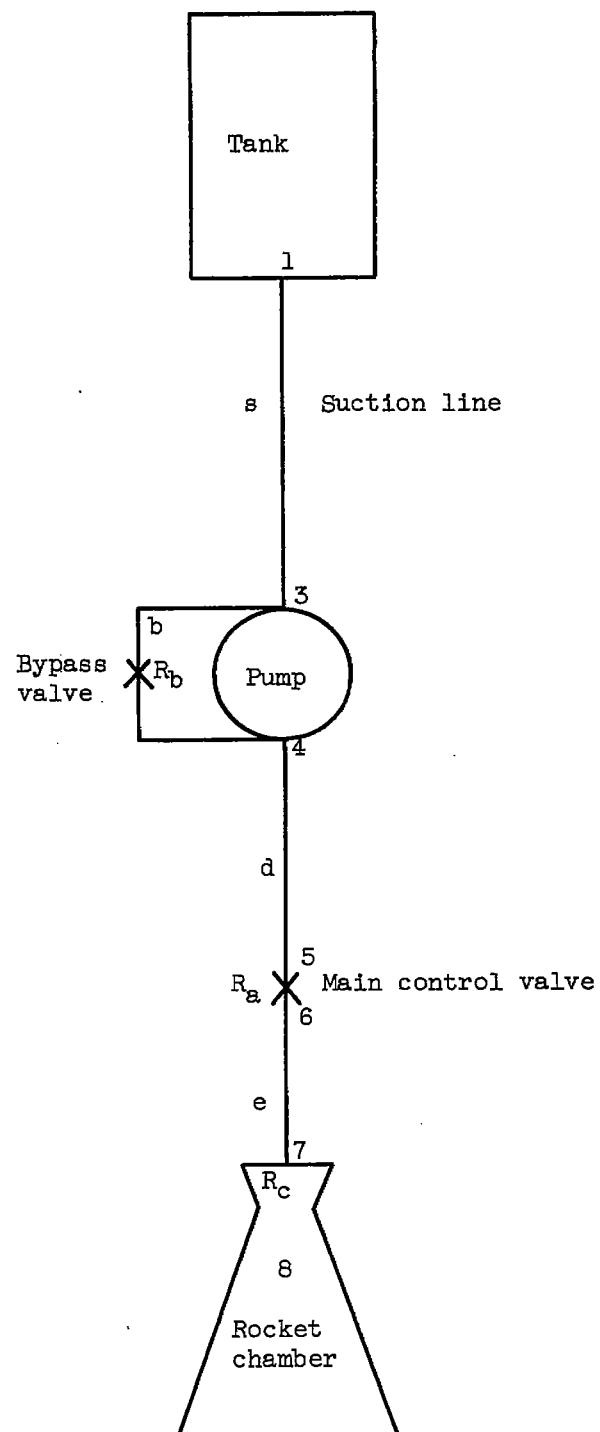 Tank
1
s Suction line
3
b
Bypass
valve
R_b
Pump
4
d
5
R_a Main control valve
6
e
7
R_c
8
Rocket
chamber